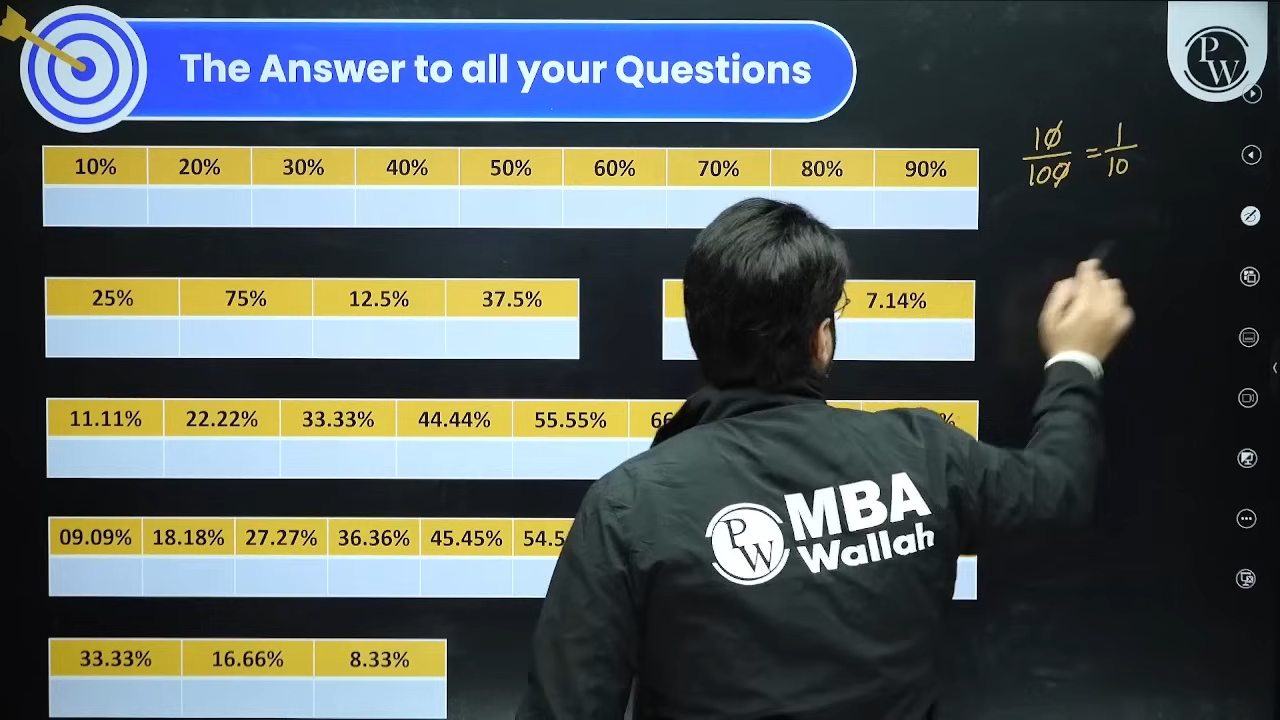 The Answer to all your Questions
PW
10/100 = 1/10
10% 20% 30% 40% 50% 60% 70% 80% 90%
25% 75% 12.5% 37.5% 7.14%
11.11% 22.22% 33.33% 44.44% 55.55%
09.09% 18.18% 27.27% 36.36% 45.45%
PW MBA Wallah
33.33% 16.66% 8.33%